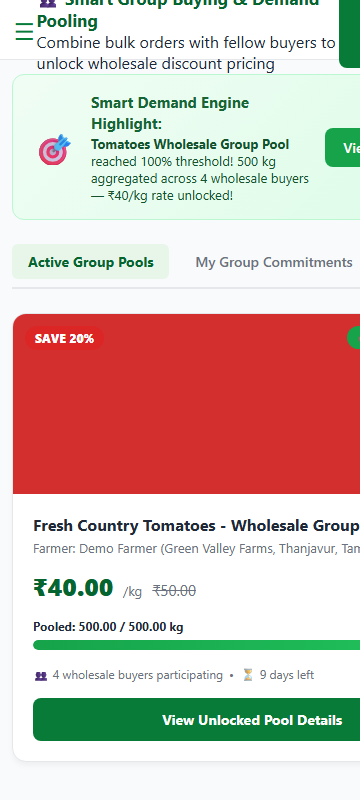 Smart Group Buying & Demand
Pooling
Combine bulk orders with fellow buyers to
unlock wholesale discount pricing
Smart Demand Engine
Highlight:
Tomatoes Wholesale Group Pool
reached 100% threshold! 500 kg
aggregated across 4 wholesale buyers
— ₹40/kg rate unlocked!
Active Group Pools
My Group Commitments
SAVE 20%
Fresh Country Tomatoes - Wholesale Group
Farmer: Demo Farmer (Green Valley Farms, Thanjavur,
₹40.00 /kg ₹50.00
Pooled: 500.00 / 500.00 kg
4 wholesale buyers participating • 9 days left
View Unlocked Pool Details